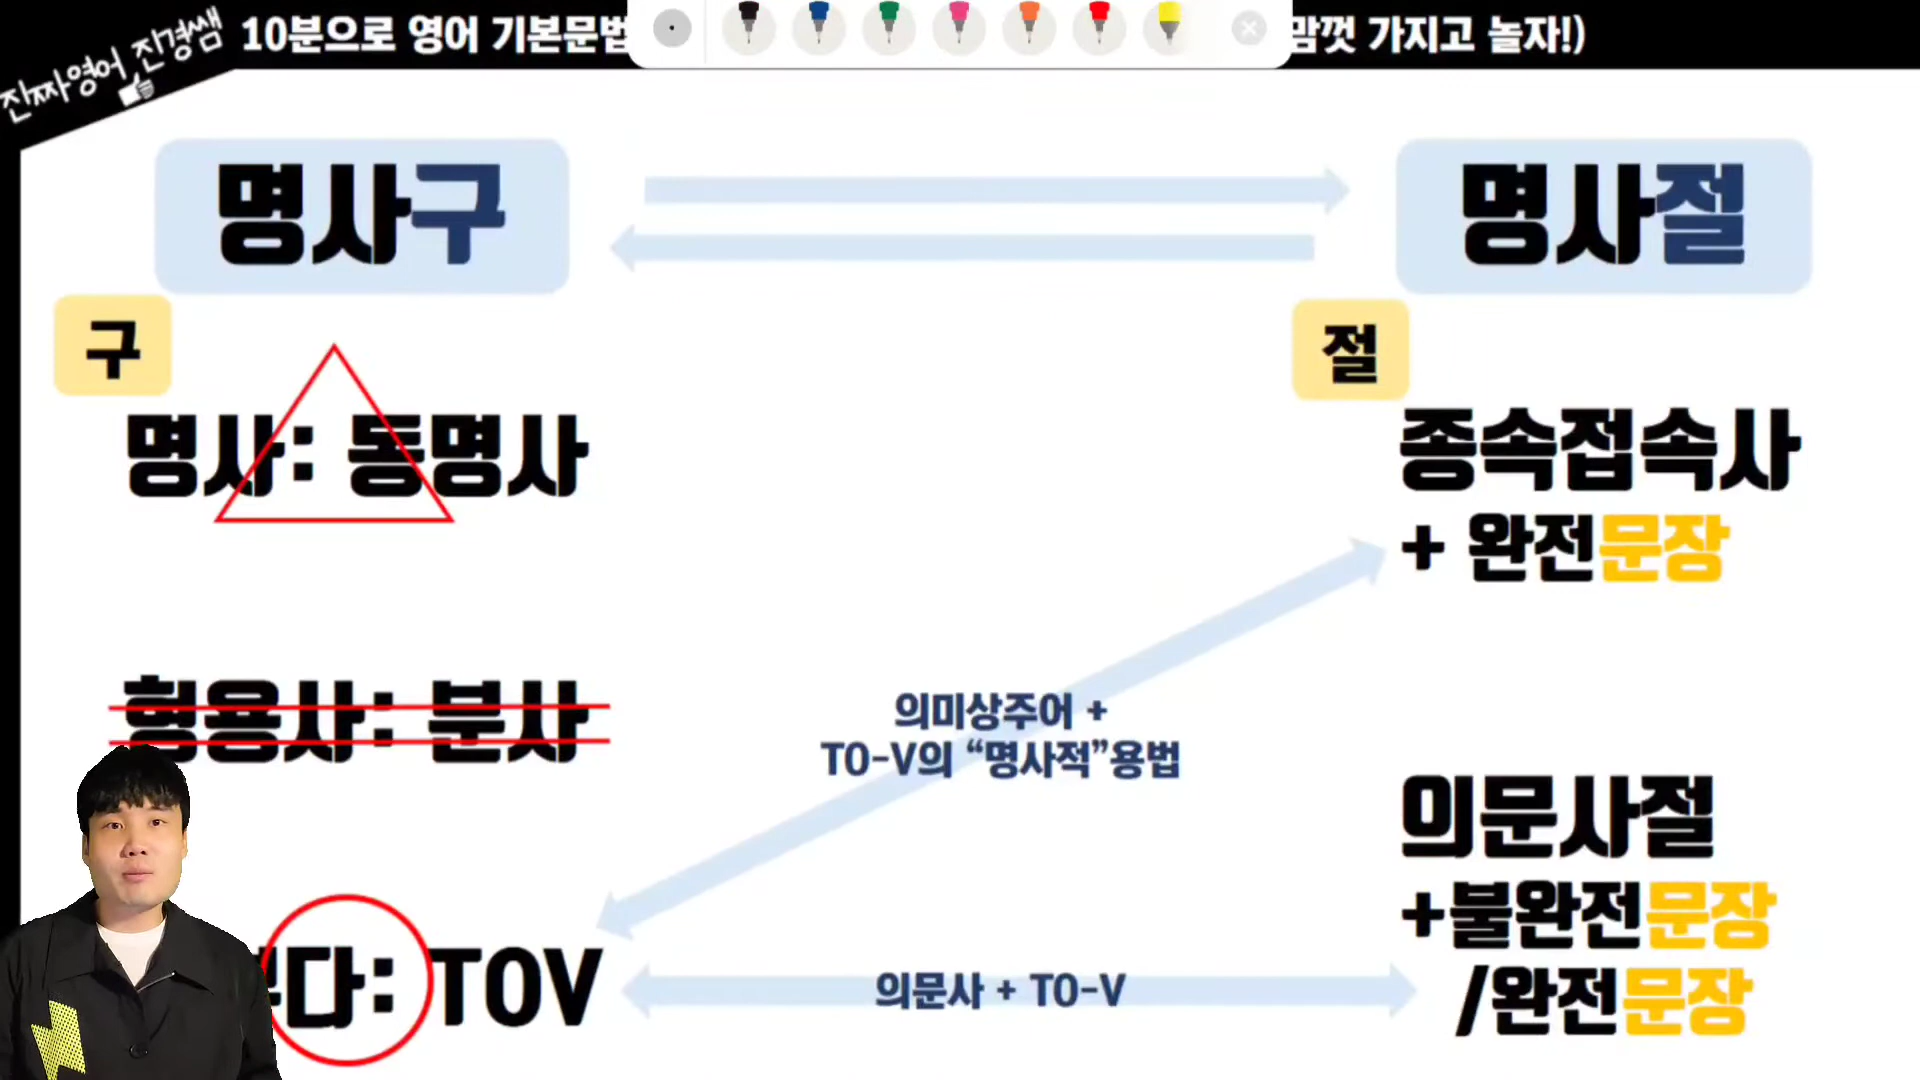 진짜영어 진경쌤
10분으로 영어 기본문법
맘껏 가지고 놀자!)
명사구
명사절
구
절
명사: 동명사
종속접속사
+ 완전문장
형용사: 분사
의미상주어 +
TO-V의 “명사적”용법
의문사절
+불완전문장
/완전문장
다: TOV
의문사 + TO-V